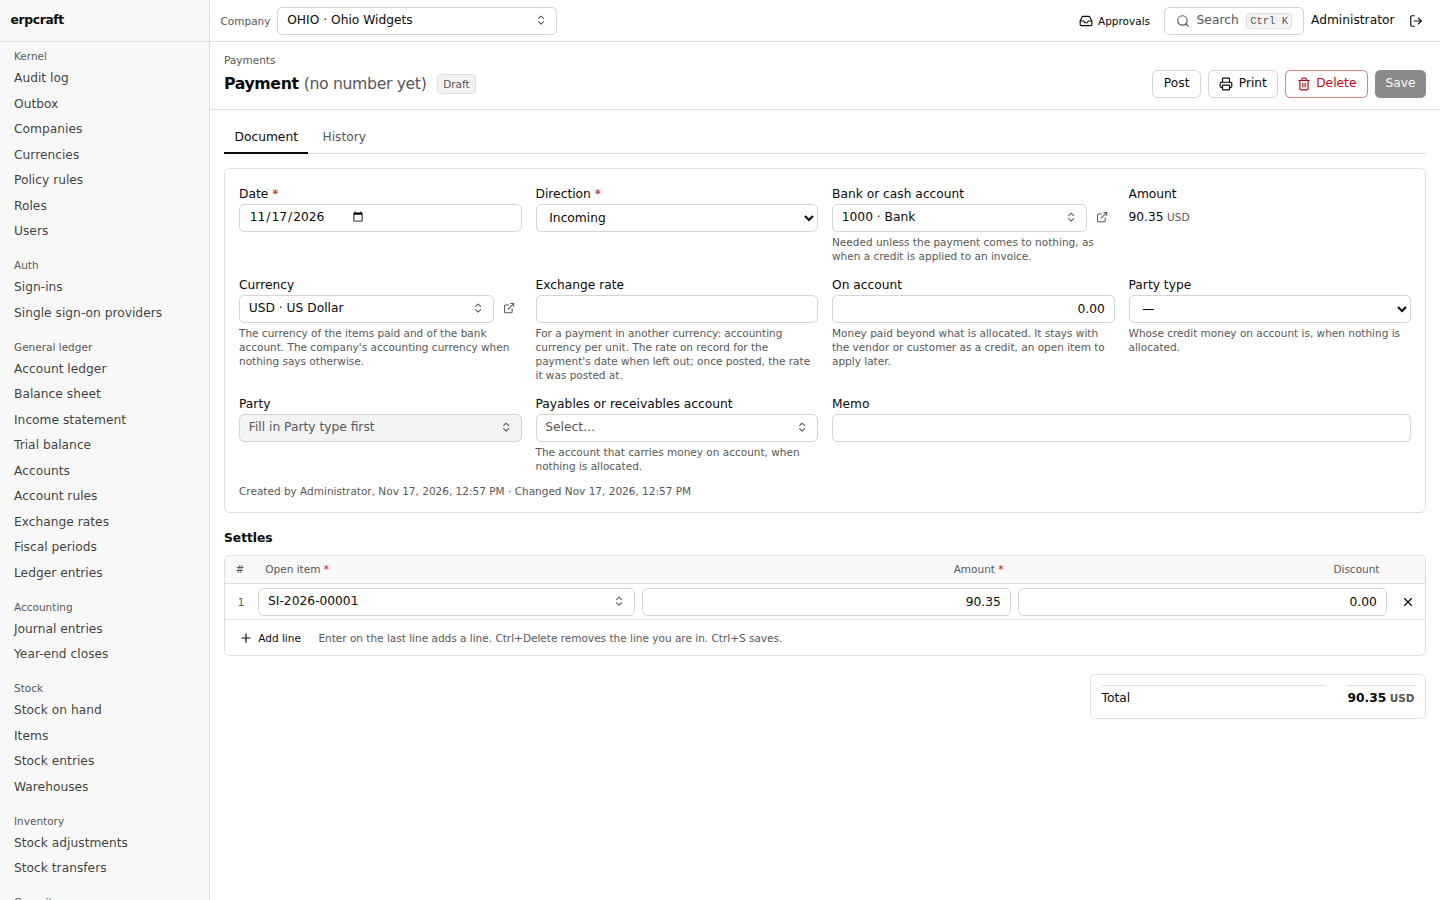 erpcraft
Company
OHIO · Ohio Widgets
Approvals
Search Ctrl K
Administrator
Kernel
Audit log
Outbox
Companies
Currencies
Policy rules
Roles
Users
Auth
Sign-ins
Single sign-on providers
General ledger
Account ledger
Balance sheet
Income statement
Trial balance
Accounts
Account rules
Exchange rates
Fiscal periods
Ledger entries
Accounting
Journal entries
Year-end closes
Stock
Stock on hand
Items
Stock entries
Warehouses
Inventory
Stock adjustments
Stock transfers
Payments
Payment (no number yet) Draft
Post
Print
Delete
Save
Document
History
Date *
11/17/2026
Direction *
Incoming
Bank or cash account
1000 · Bank
Needed unless the payment comes to nothing, as
when a credit is applied to an invoice.
Amount
90.35 USD
Currency
USD · US Dollar
The currency of the items paid and of the bank
account. The company's accounting currency when
nothing says otherwise.
Exchange rate
For a payment in another currency: accounting
currency per unit. The rate on record for the
payment's date when left out; once posted, the rate
it was posted at.
On account
0.00
Money paid beyond what is allocated. It stays with
the vendor or customer as a credit, an open item to
apply later.
Party type
—
Whose credit money on account is, when nothing is
allocated.
Party
Fill in Party type first
Payables or receivables account
Select...
The account that carries money on account, when
nothing is allocated.
Memo
Created by Administrator, Nov 17, 2026, 12:57 PM · Changed Nov 17, 2026, 12:57 PM
Settles
# Open item * Amount * Discount
1 SI-2026-00001 90.35 0.00
Add line Enter on the last line adds a line. Ctrl+Delete removes the line you are in. Ctrl+S saves.
Total 90.35 USD